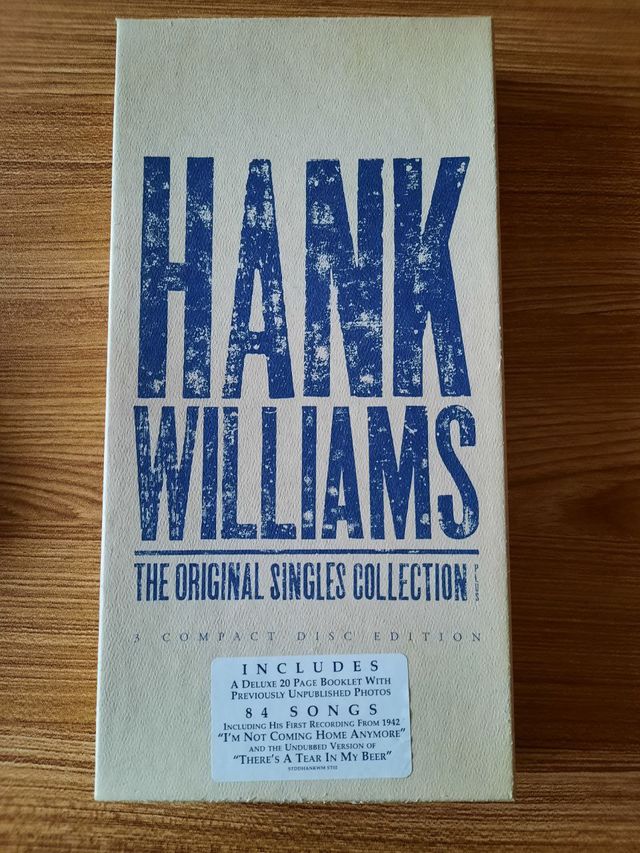 HANK
WILLIAMS
THE ORIGINAL SINGLES COLLECTION PLUS
3 COMPACT DISC EDITION
INCLUDES
A DELUXE 20 PAGE BOOKLET WITH
PREVIOUSLY UNPUBLISHED PHOTOS
84 SONGS
INCLUDING HIS FIRST RECORDING FROM 1942
"I'M NOT COMING HOME ANYMORE"
AND THE UNDUBBED VERSION OF
"THERE'S A TEAR IN MY BEER"